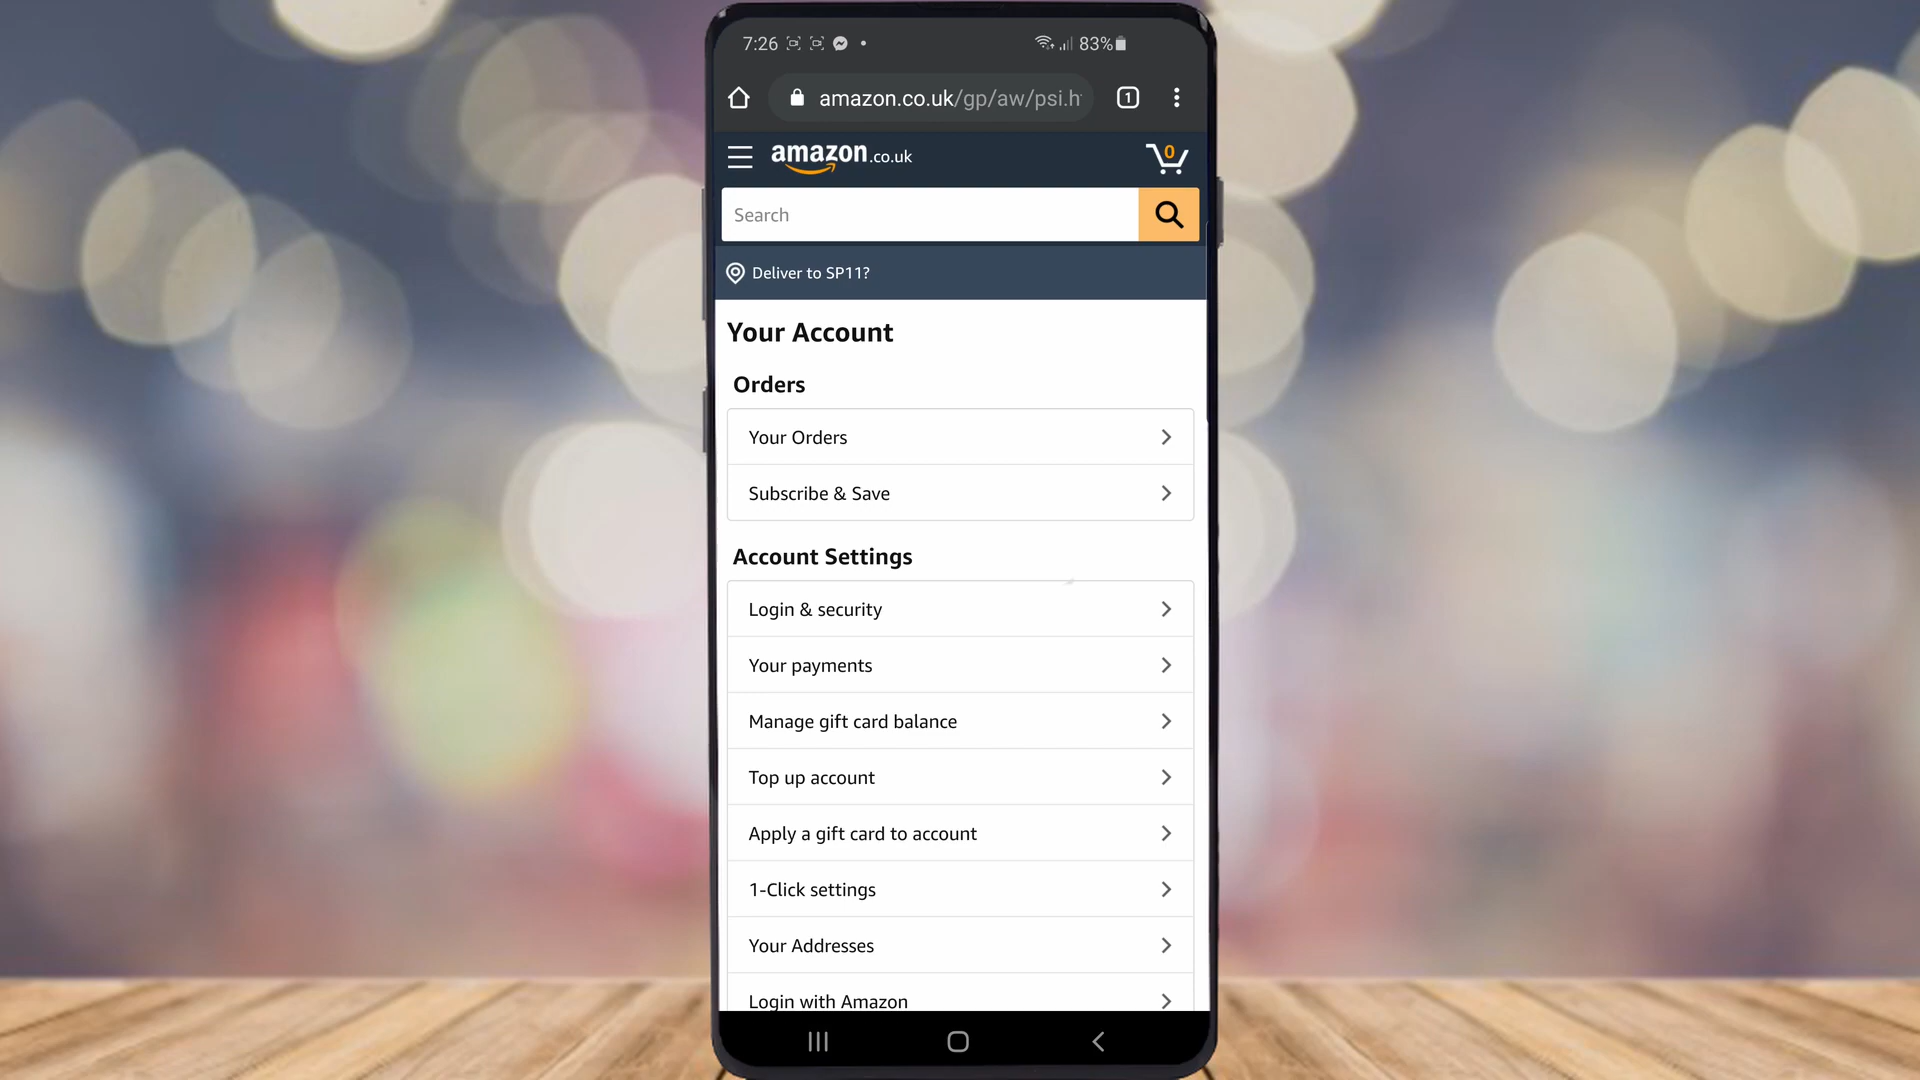 7:26
83%
amazon.co.uk/gp/aw/psi.h
1
amazon.co.uk
0
Search
Deliver to SP11?
Your Account
Orders
Your Orders
Subscribe & Save
Account Settings
Login & security
Your payments
Manage gift card balance
Top up account
Apply a gift card to account
1-Click settings
Your Addresses
Login with Amazon